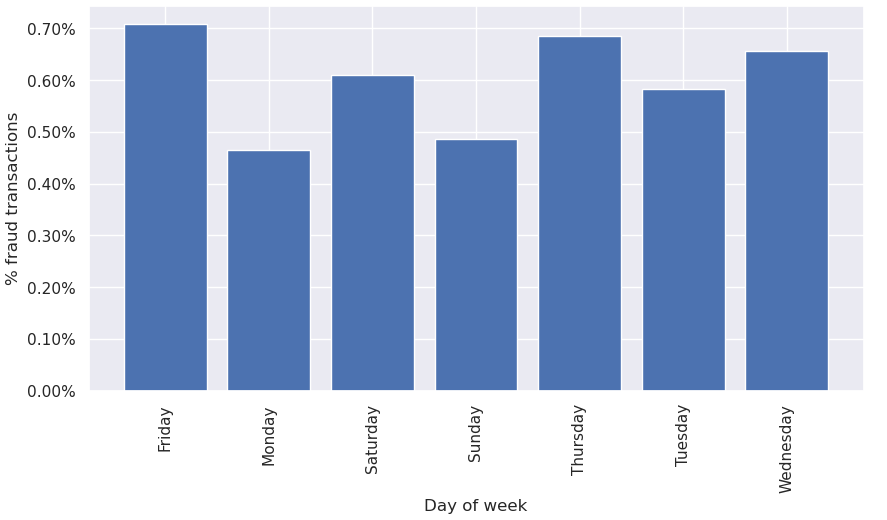 0.70%
0.60%
0.50%
0.40%
0.30%
0.20%
0.10%
0.00%
% fraud transactions
Friday
Monday
Saturday
Sunday
Thursday
Tuesday
Wednesday
Day of week